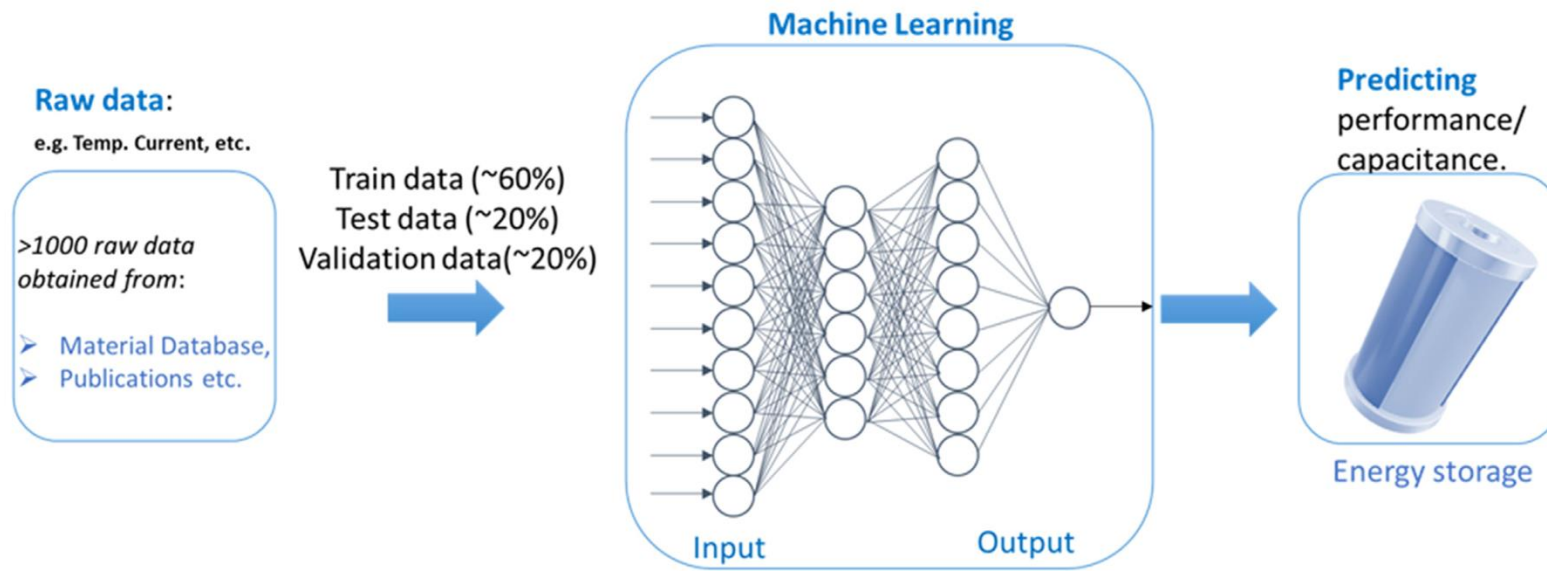 Raw data:
e.g. Temp. Current, etc.
>1000 raw data
obtained from:
➢ Material Database,
➢ Publications etc.
Train data (~60%)
Test data (~20%)
Validation data(~20%)
Machine Learning
Input
Output
Predicting
performance/
capacitance.
Energy storage